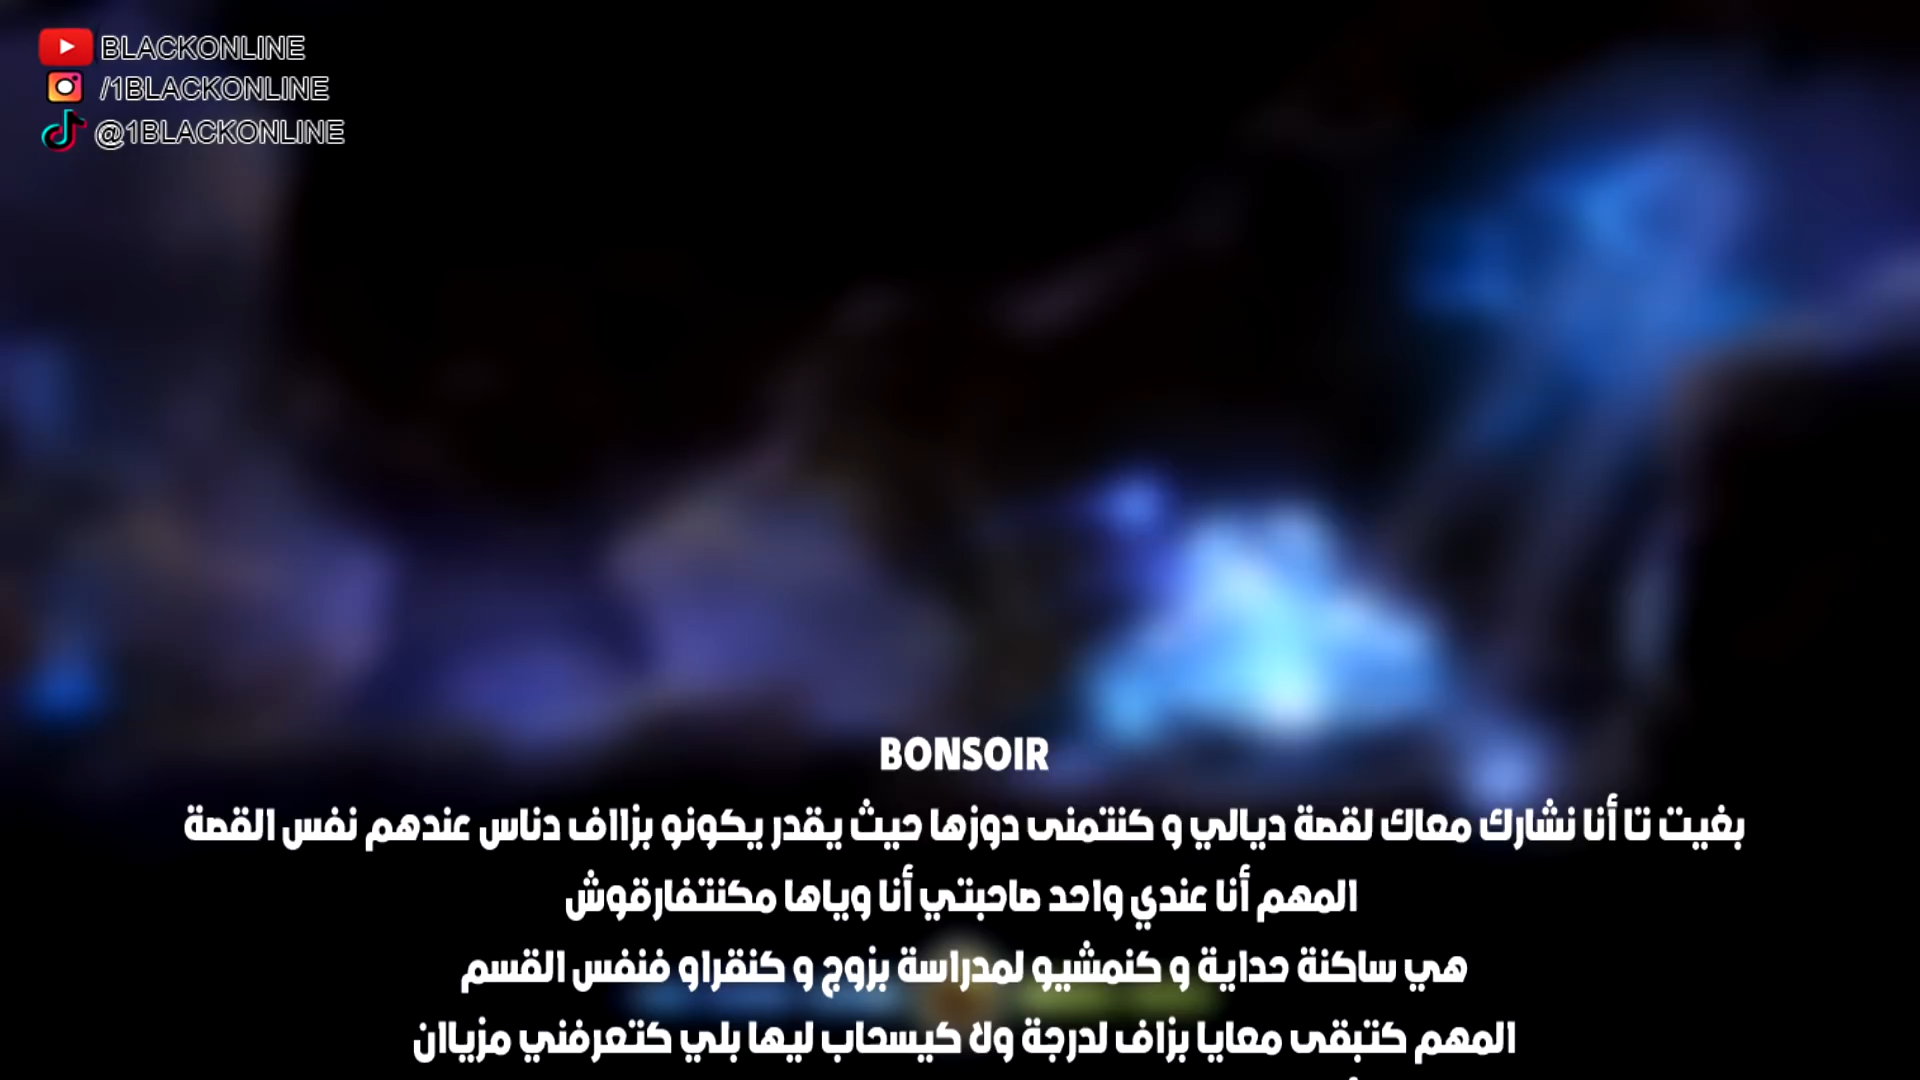 BLACKONLINE
/1BLACKONLINE
@1BLACKONLINE
BONSOIR
بغيت تا أنا نشارك معاك لقصة ديالي و كنتمنى دوزها حيث يقدر يكونو بزااف دناس عندهم نفس القصة
المهم أنا عندي واحد صاحبتي أنا وياها مكنتفارقوش
هي ساكنة حداية و كنمشيو لمدراسة بزوج و كنقراو فنفس القسم
المهم كتبقى معايا بزاف لدرجة ولا كيسحاب ليها بلي كتعرفني مزيان